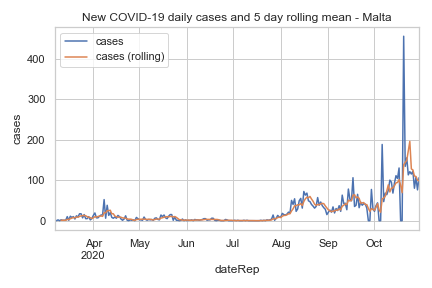 New COVID-19 daily cases and 5 day rolling mean - Malta
cases
cases (rolling)
cases
400
300
200
100
0
Apr
2020
May
Jun
Jul
Aug
Sep
Oct
dateRep